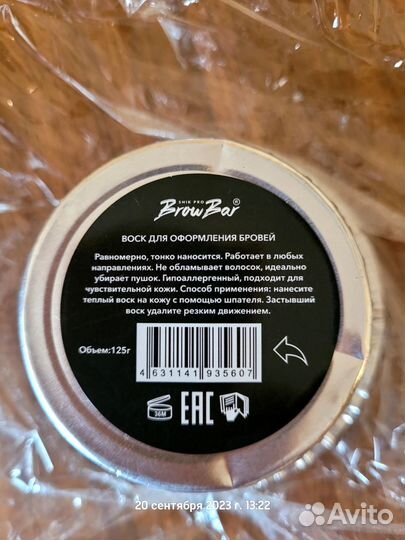 SHIK PRO
BrowBar®
ВОСК ДЛЯ ОФОРМЛЕНИЯ БРОВЕЙ
Равномерно, тонко наносится. Работает в любых
направлениях. Не обламывает волосок, идеально
убирает пушок. Гипоаллергенный, подходит для
чувствительной кожи. Способ применения: нанесите
теплый воск на кожу с помощью шпателя. Застывший
воск удалите резким движением.
Объем:125г
4 631141 935607
36M
EAC
20 сентября 2023 г. 13:22
Avito